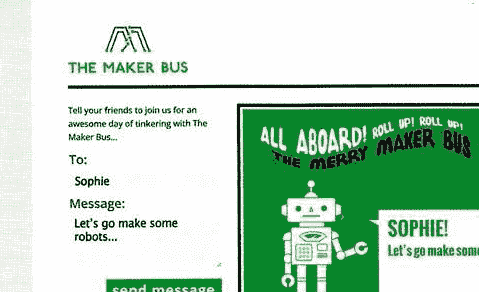 THE MAKER BUS
Tell your friends to join us for an
awesome day of tinkering with The
Maker Bus...
To:
Sophie
Message:
Let's go make some
robots...
send message
ALL ABOARD! ROLL UP! ROLL UP!
THE MERRY MAKER BUS
SOPHIE!
Let's go make some